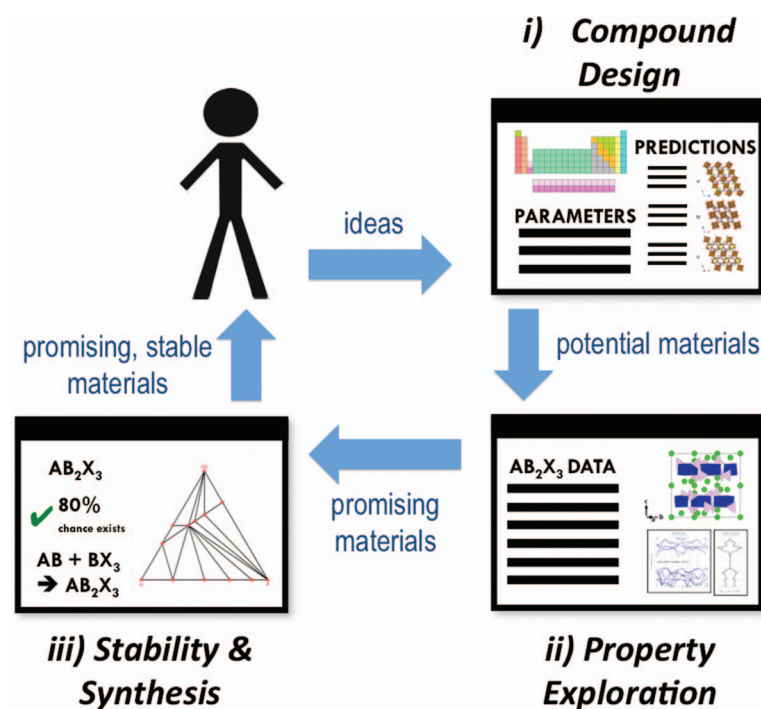 i) Compound
Design
PREDICTIONS
PARAMETERS
ideas
potential materials
promising, stable
materials
AB₂X₃
80%
chance exists
AB + BX₃
➔ AB₂X₃
promising
materials
AB₂X₃ DATA
iii) Stability &
Synthesis
ii) Property
Exploration